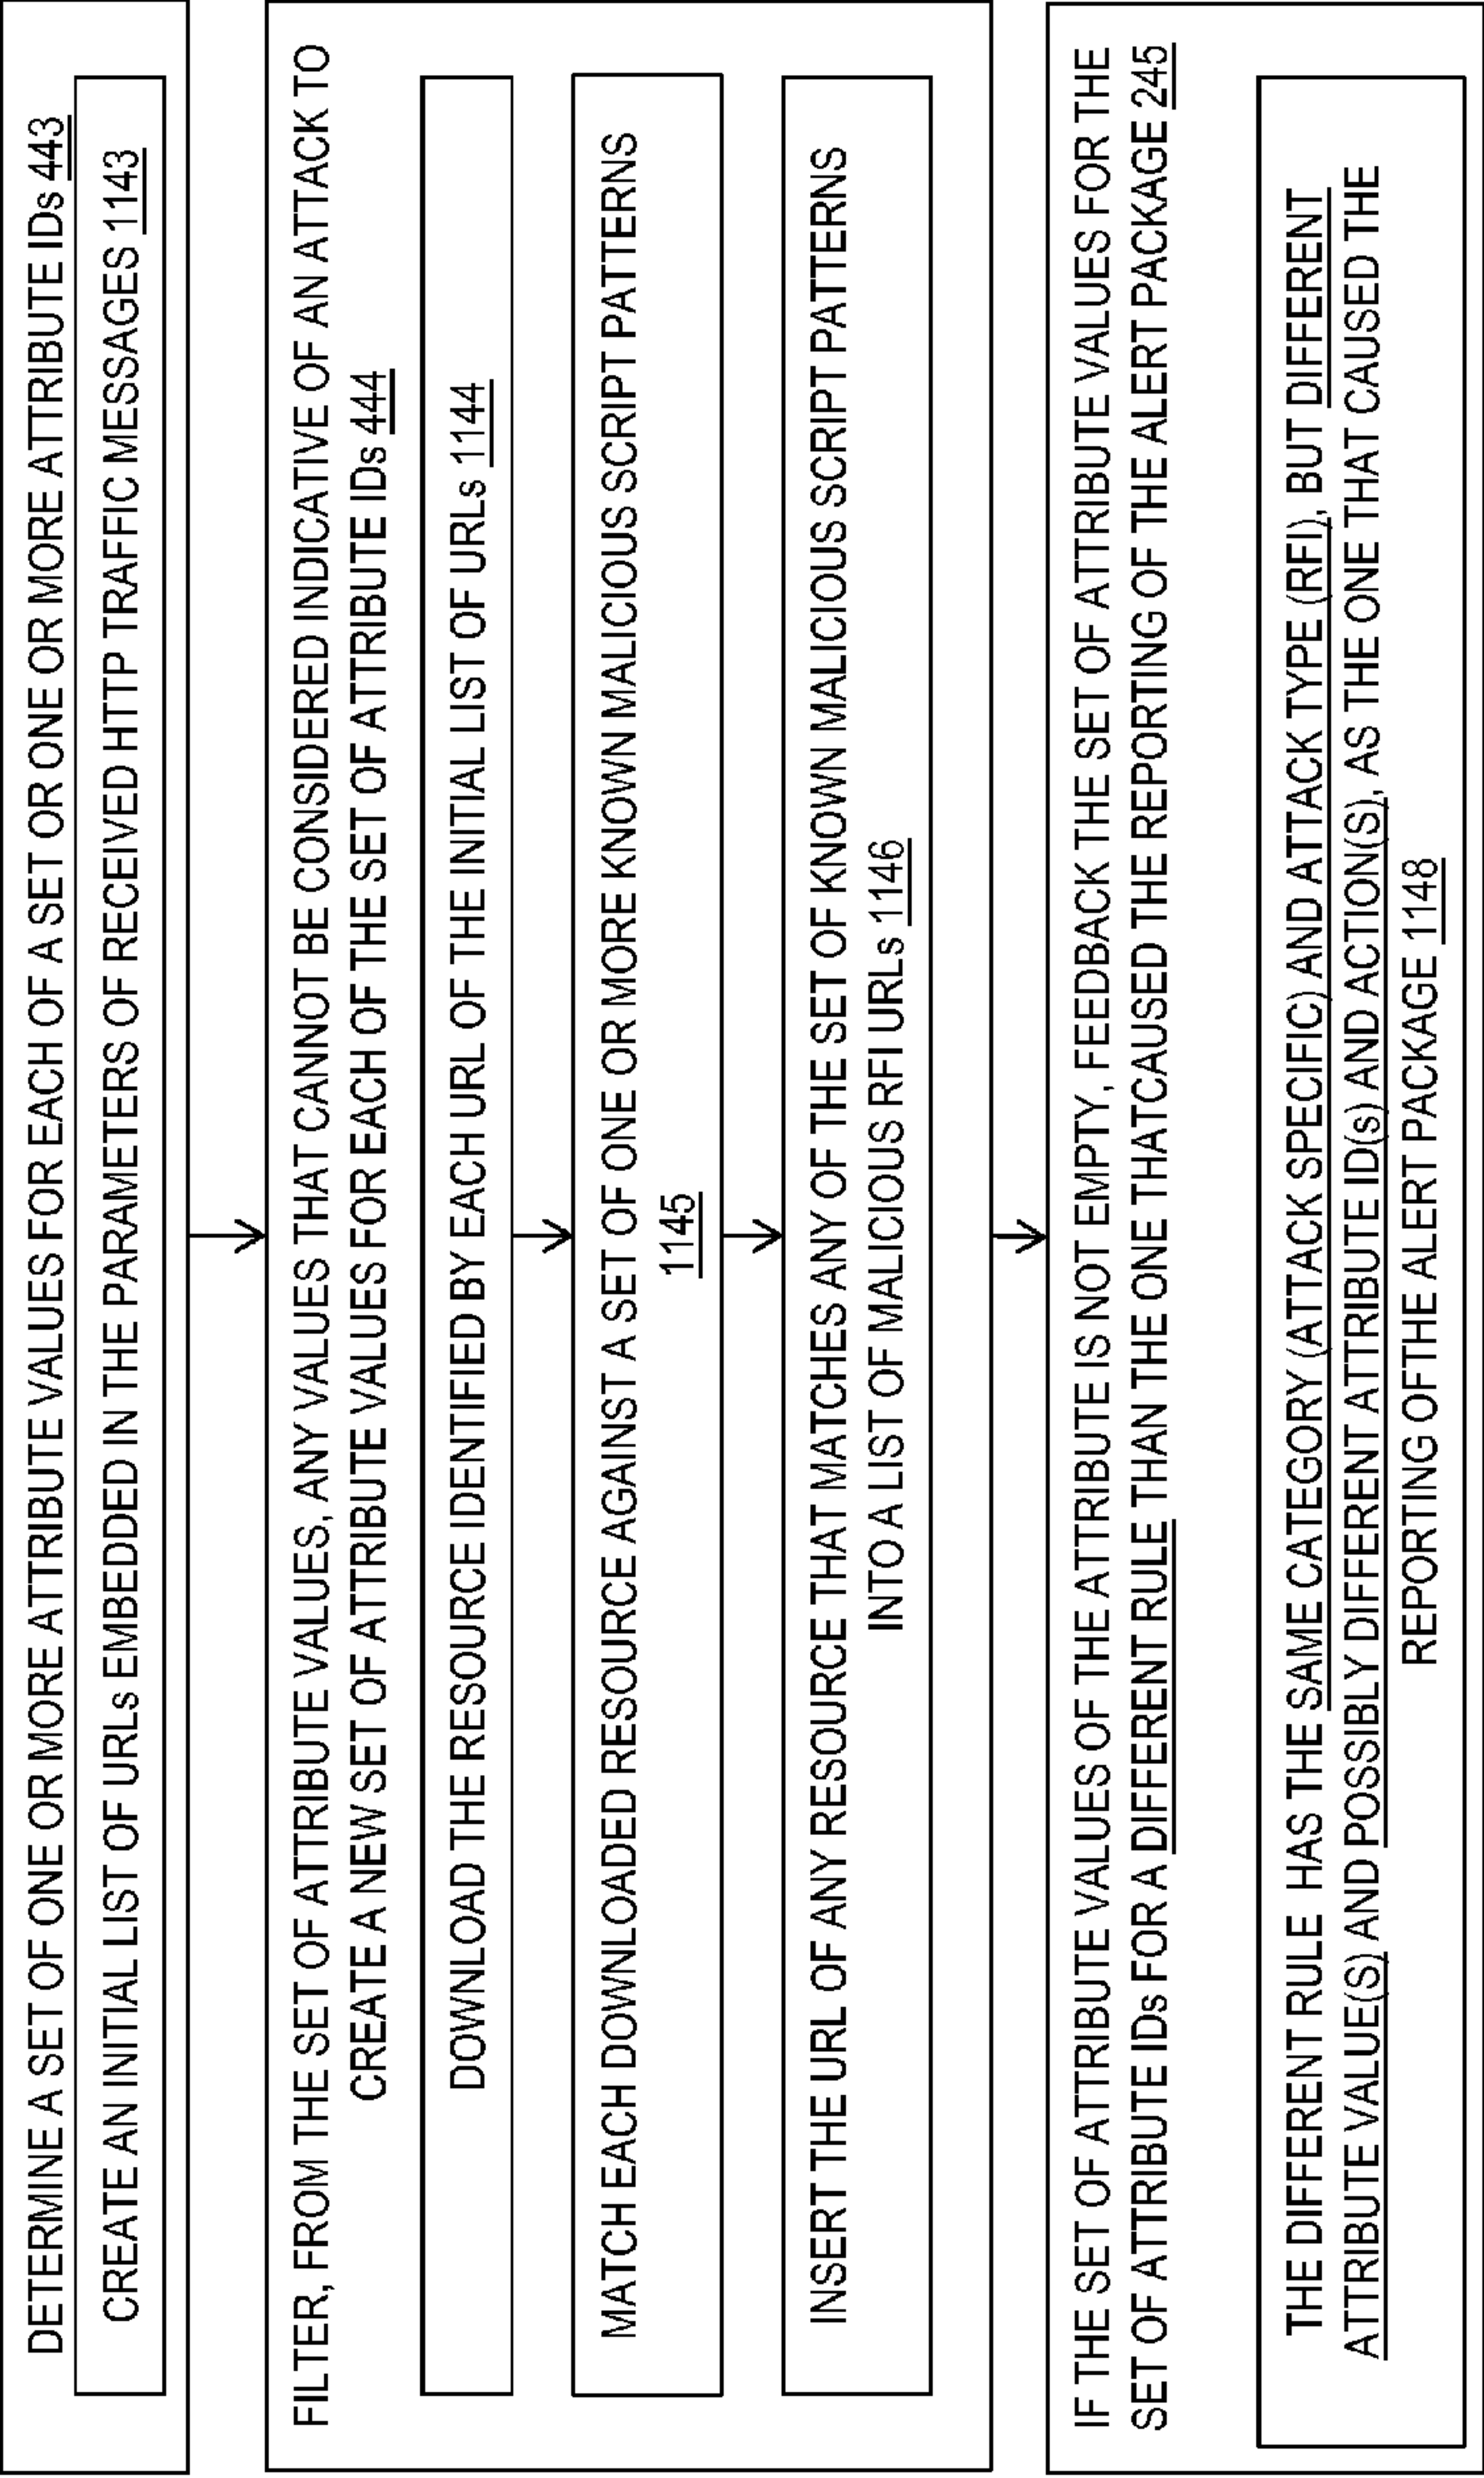 DETERMINE A SET OF ONE OR MORE ATTRIBUTE VALUES FOR EACH OF A SET OR ONE OR MORE ATTRIBUTE IDs 443
CREATE AN INITIAL LIST OF URLs EMBEDDED IN THE PARAMETERS OF RECEIVED HTTP TRAFFIC MESSAGES 1143
FILTER, FROM THE SET OF ATTRIBUTE VALUES, ANY VALUES THAT CANNOT BE CONSIDERED INDICATIVE OF AN ATTACK TO
CREATE A NEW SET OF ATTRIBUTE VALUES FOR EACH OF THE SET OF ATTRIBUTE IDs 444
DOWNLOAD THE RESOURCE IDENTIFIED BY EACH URL OF THE INITIAL LIST OF URLs 1144
MATCH EACH DOWNLOADED RESOURCE AGAINST A SET OF ONE OR MORE KNOWN MALICIOUS SCRIPT PATTERNS
1145
INSERT THE URL OF ANY RESOURCE THAT MATCHES ANY OF THE SET OF KNOWN MALICIOUS SCRIPT PATTERNS
INTO A LIST OF MALICIOUS RFI URLs 1146
IF THE SET OF ATTRIBUTE VALUES OF THE ATTRIBUTE IS NOT EMPTY, FEEDBACK THE SET OF ATTRIBUTE VALUES FOR THE
SET OF ATTRIBUTE IDs FOR A DIFFERENT RULE THAN THE ONE THATCAUSED THE REPORTING OF THE ALERT PACKAGE 245
THE DIFFERENT RULE HAS THE SAME CATEGORY (ATTACK SPECIFIC) AND ATTACK TYPE (RFI), BUT DIFFERENT
ATTRIBUTE VALUE(S) AND POSSIBLY DIFFERENT ATTRIBUTE ID(s) AND ACTION(S), AS THE ONE THAT CAUSED THE
REPORTING OFTHE ALERT PACKAGE 1148